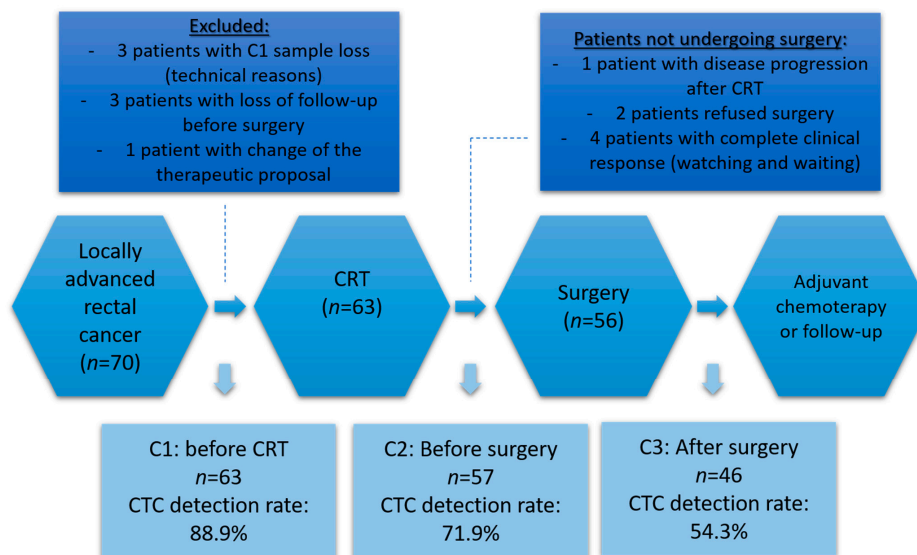 Excluded:
- 3 patients with C1 sample loss
(technical reasons)
- 3 patients with loss of follow-up
before surgery
- 1 patient with change of the
therapeutic proposal
Patients not undergoing surgery:
- 1 patient with disease progression
after CRT
- 2 patients refused surgery
- 4 patients with complete clinical
response (watching and waiting)
Locally
advanced
rectal
cancer
(n=70)
CRT
(n=63)
Surgery
(n=56)
Adjuvant
chemoterapy
or follow-up
C1: before CRT
n=63
CTC detection rate:
88.9%
C2: Before surgery
n=57
CTC detection rate:
71.9%
C3: After surgery
n=46
CTC detection rate:
54.3%